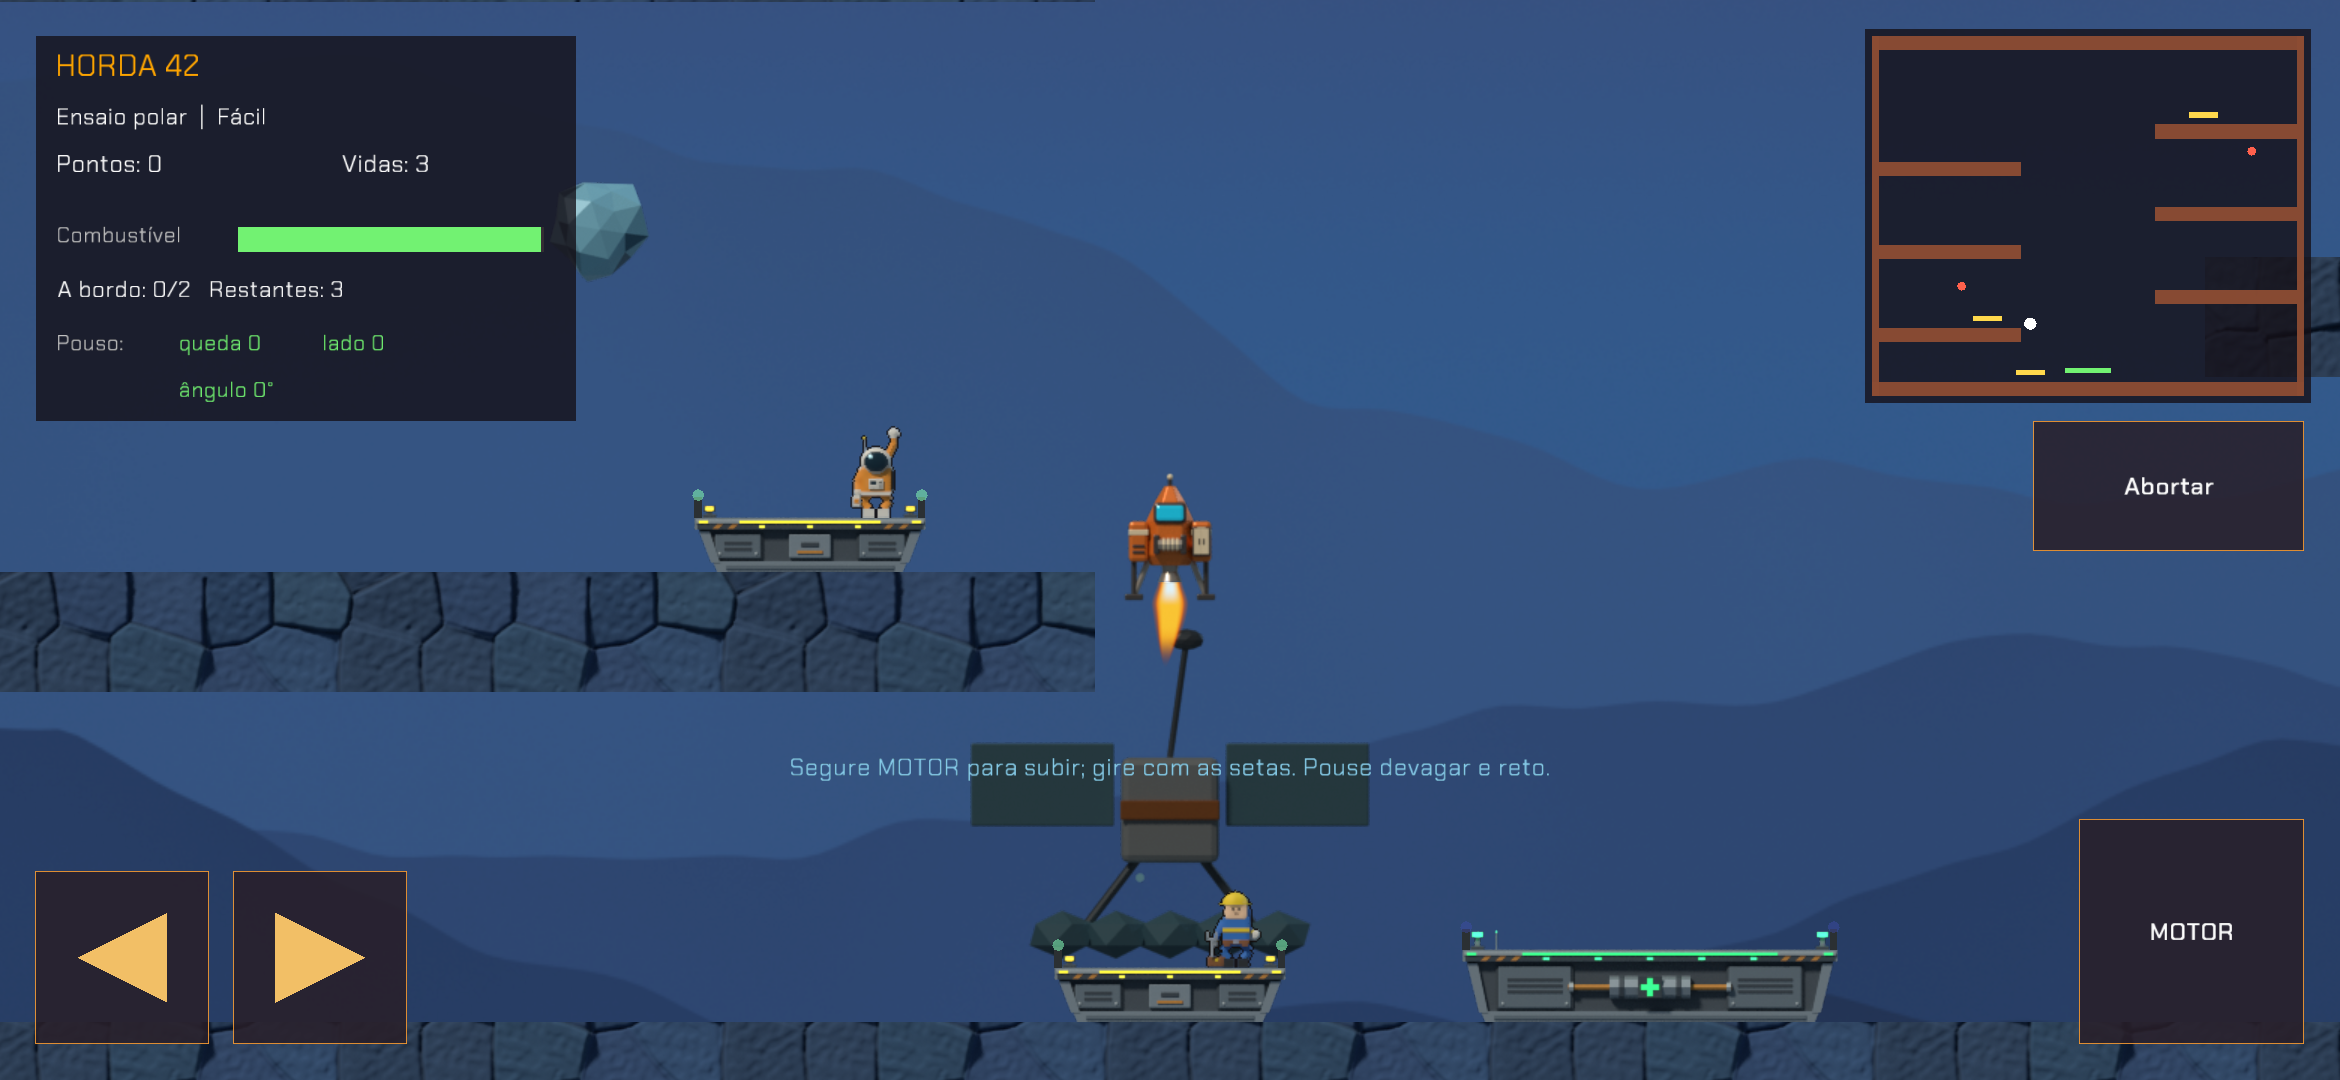 HORDA 42
Ensaio polar | Fácil
Pontos: 0 Vidas: 3
Combustível
A bordo: 0/2 Restantes: 3
Pouso: queda 0 lado 0
ângulo 0°
Abortar
Segure MOTOR para subir; gire com as setas. Pouse devagar e reto.
MOTOR